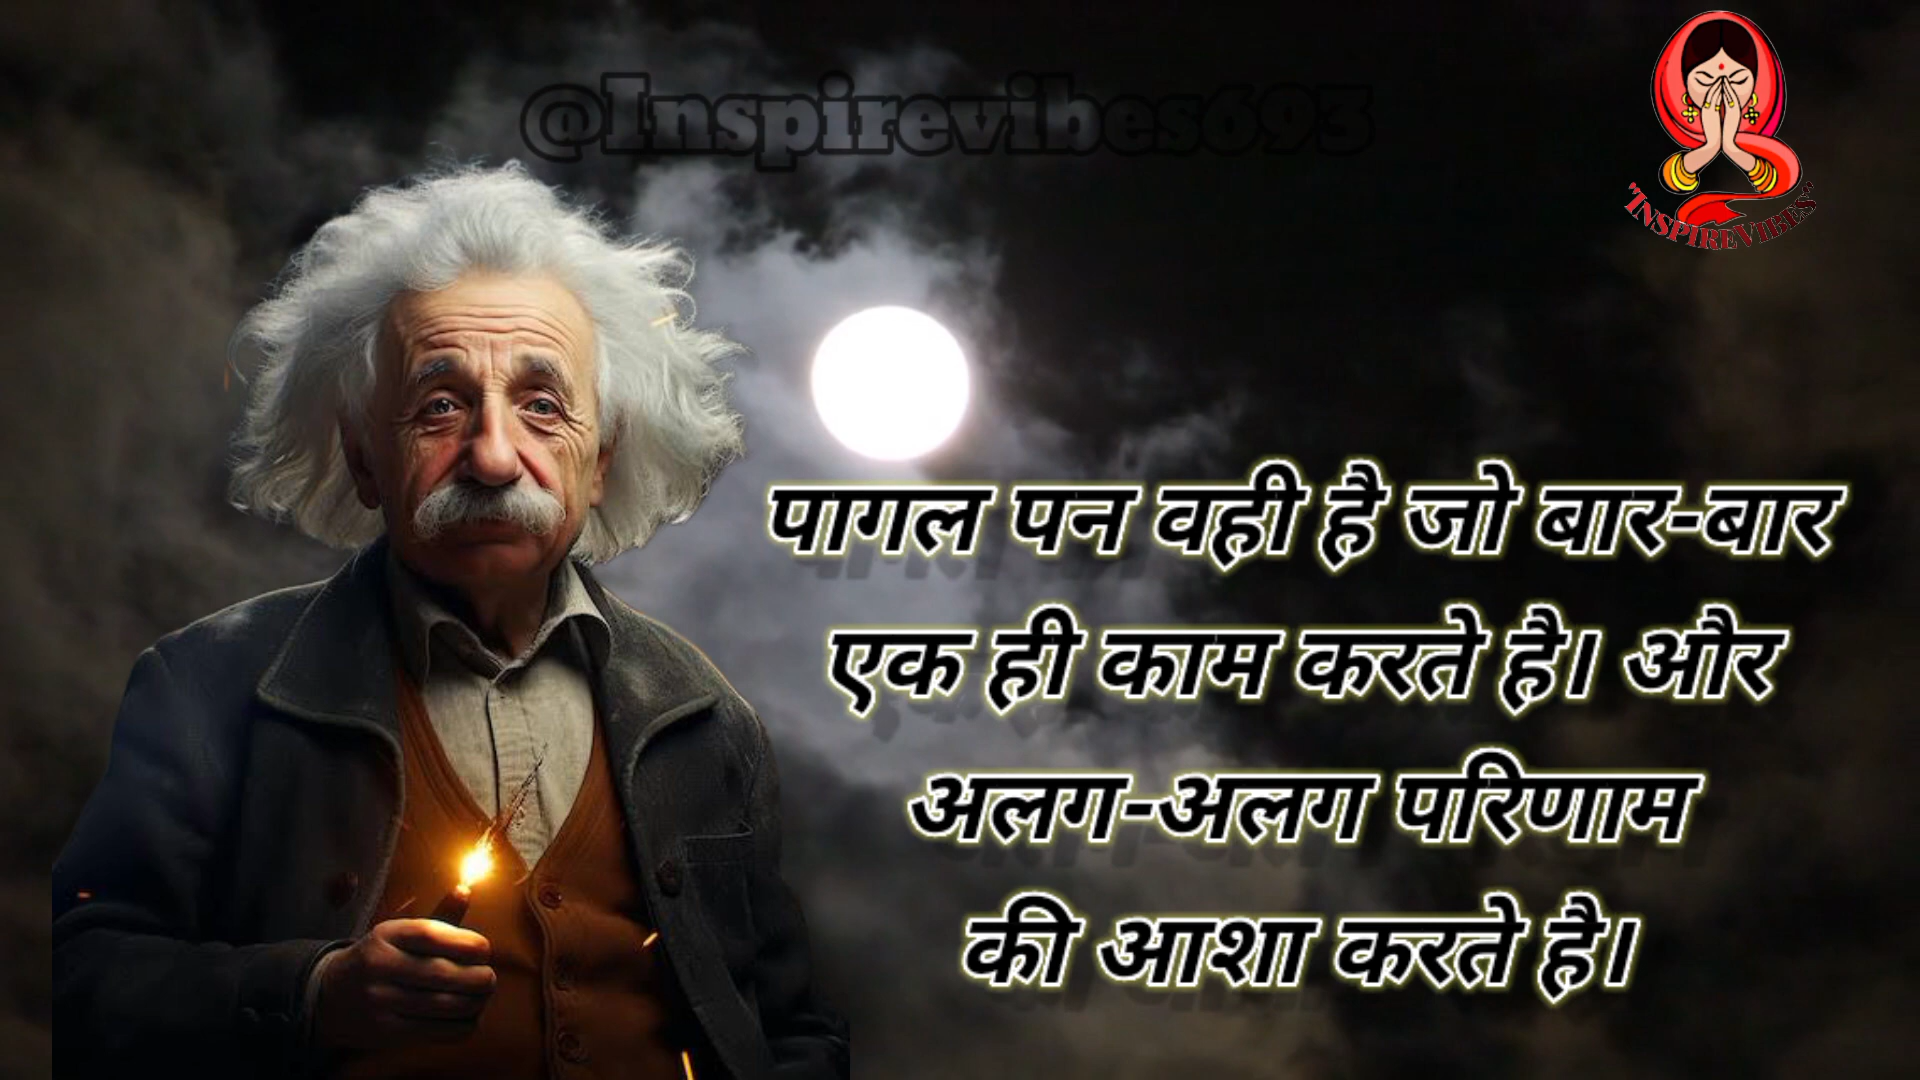 @Inspirevibes693
"INSPIREVIBES"
पागल पन वही है जो बार-बार
एक ही काम करते है। और
अलग-अलग परिणाम
की आशा करते है।